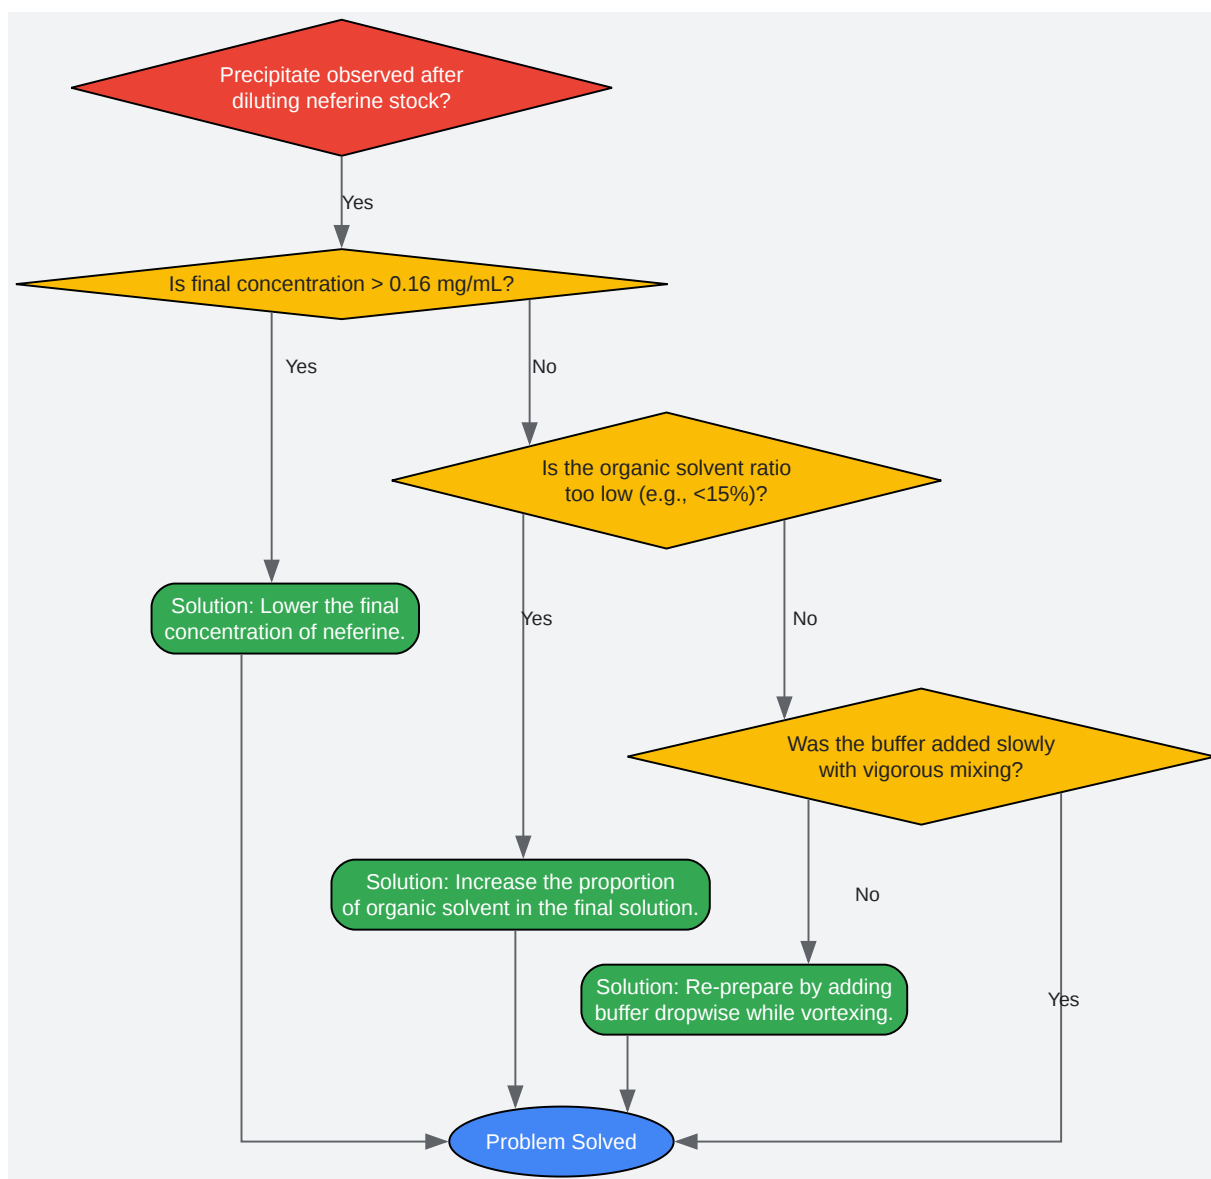 Precipitate observed after
diluting neferine stock?
Yes
Is final concentration > 0.16 mg/mL?
Yes
No
Is the organic solvent ratio
too low (e.g., <15%)?
Solution: Lower the final
concentration of neferine.
Yes
No
Was the buffer added slowly
with vigorous mixing?
Solution: Increase the proportion
of organic solvent in the final solution.
No
Solution: Re-prepare by adding
buffer dropwise while vortexing.
Yes
Problem Solved